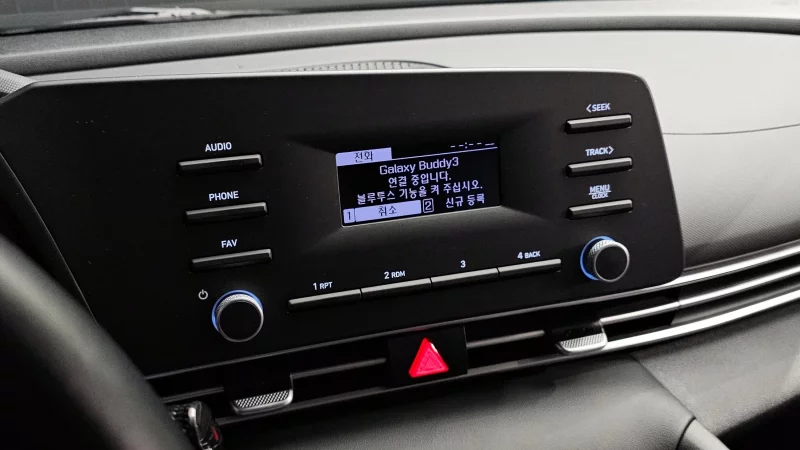 AUDIO
PHONE
FAV
전화
--:--
Galaxy Buddy3
연결 중입니다.
블루투스 기능을 켜 주십시오.
1 취소 2 신규 등록
<SEEK
TRACK>
MENU
CLOCK
1 RPT
2 RDM
3
4 BACK